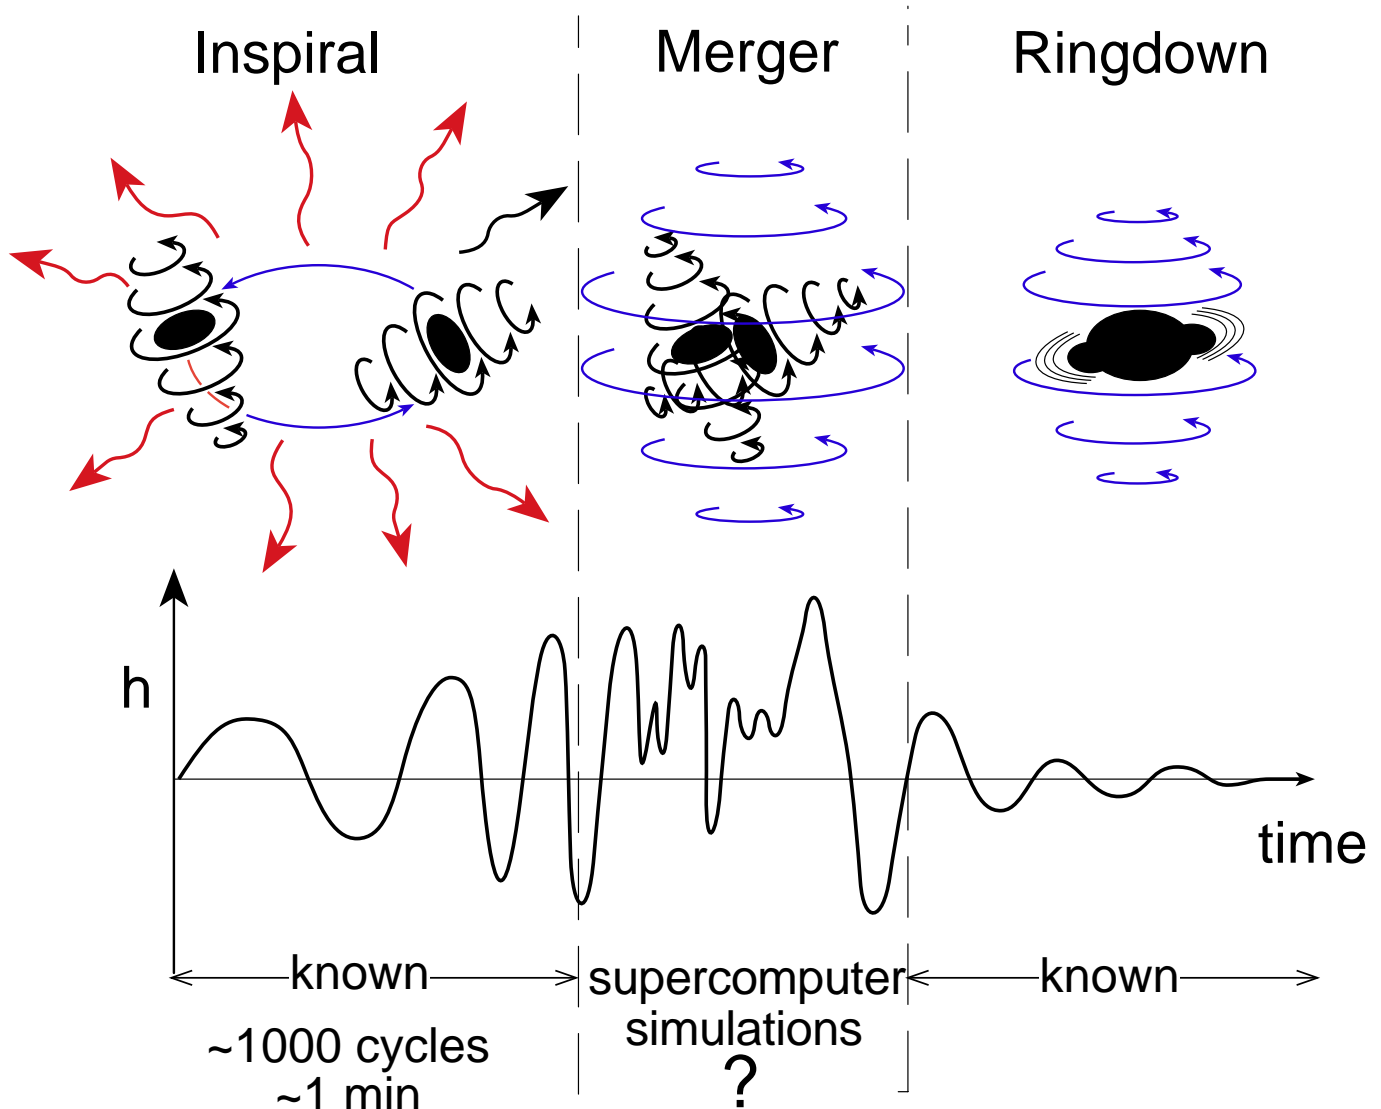 Inspiral
Merger
Ringdown
h
time
known
supercomputer
simulations
?
known
~1000 cycles
~1 min